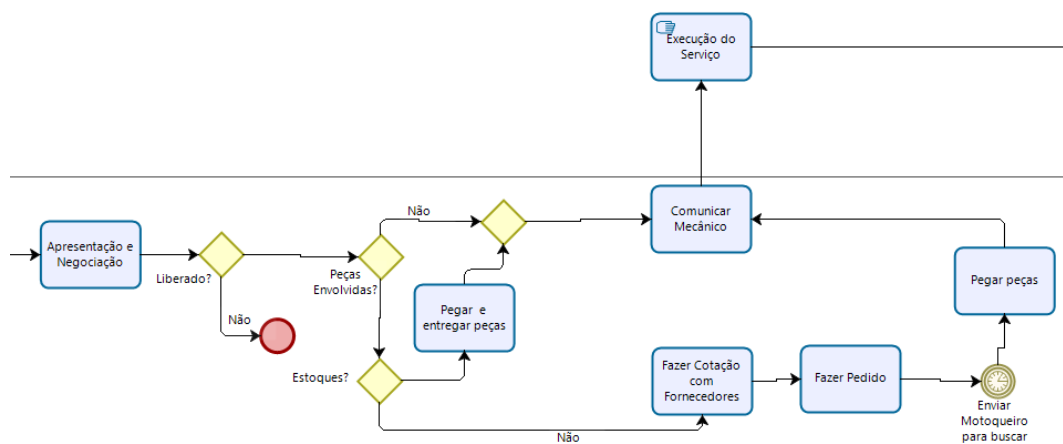 Execução do
Serviço
Apresentação e
Negociação
Liberado?
Não
Peças
Envolvidas?
Não
Pegar e
entregar peças
Comunicar
Mecânico
Pegar peças
Estoques?
Não
Fazer Cotação
com
Fornecedores
Fazer Pedido
Enviar
Motoqueiro
para buscar